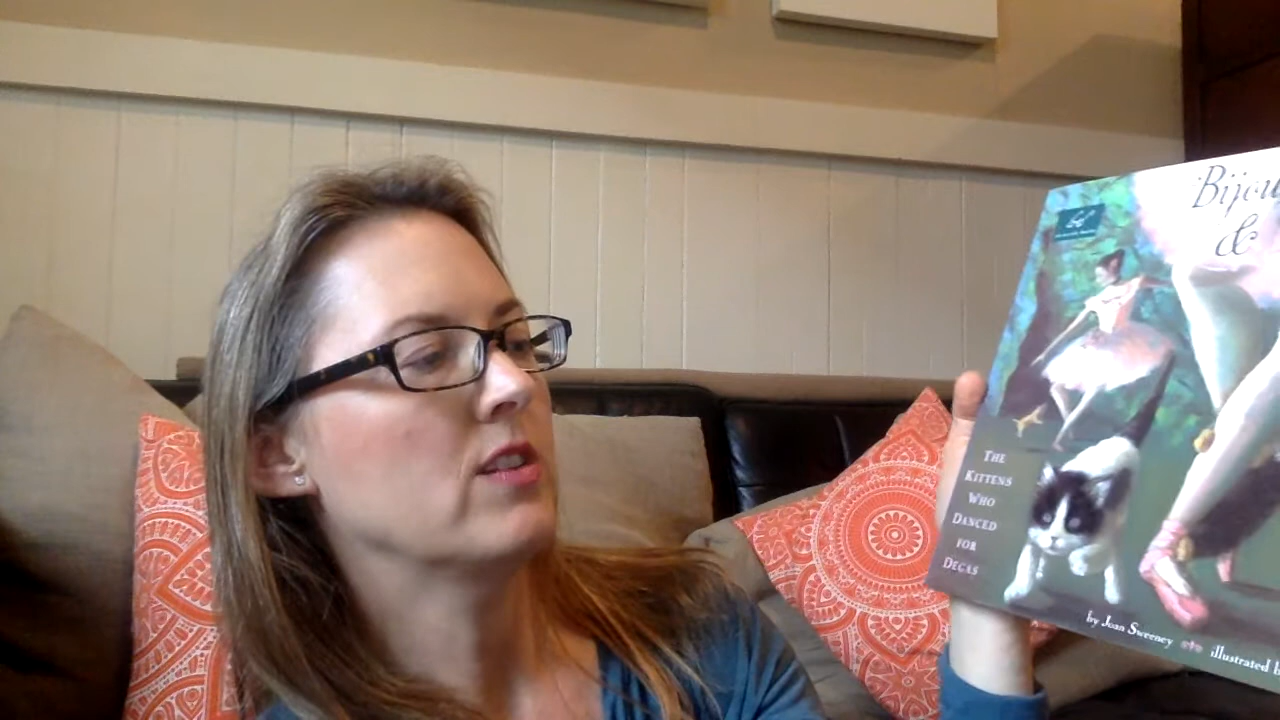 Bijou
&
THE
KITTENS
WHO
DANCED
FOR
DEGAS
by Joan Sweeney illustrated b